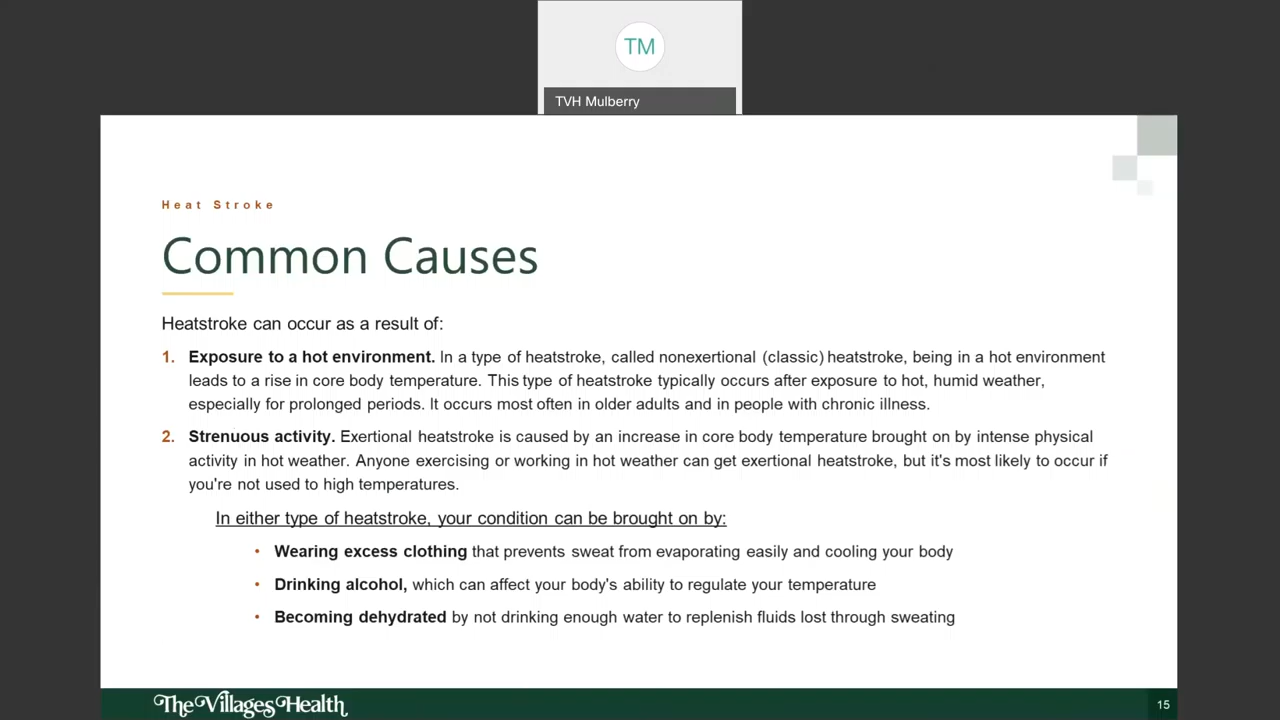 TM
TVH Mulberry
Heat Stroke
Common Causes
Heatstroke can occur as a result of:
1. Exposure to a hot environment. In a type of heatstroke, called nonexertional (classic) heatstroke, being in a hot environment
leads to a rise in core body temperature. This type of heatstroke typically occurs after exposure to hot, humid weather,
especially for prolonged periods. It occurs most often in older adults and in people with chronic illness.
2. Strenuous activity. Exertional heatstroke is caused by an increase in core body temperature brought on by intense physical
activity in hot weather. Anyone exercising or working in hot weather can get exertional heatstroke, but it's most likely to occur if
you're not used to high temperatures.
In either type of heatstroke, your condition can be brought on by:
• Wearing excess clothing that prevents sweat from evaporating easily and cooling your body
• Drinking alcohol, which can affect your body's ability to regulate your temperature
• Becoming dehydrated by not drinking enough water to replenish fluids lost through sweating
The Villages Health
15